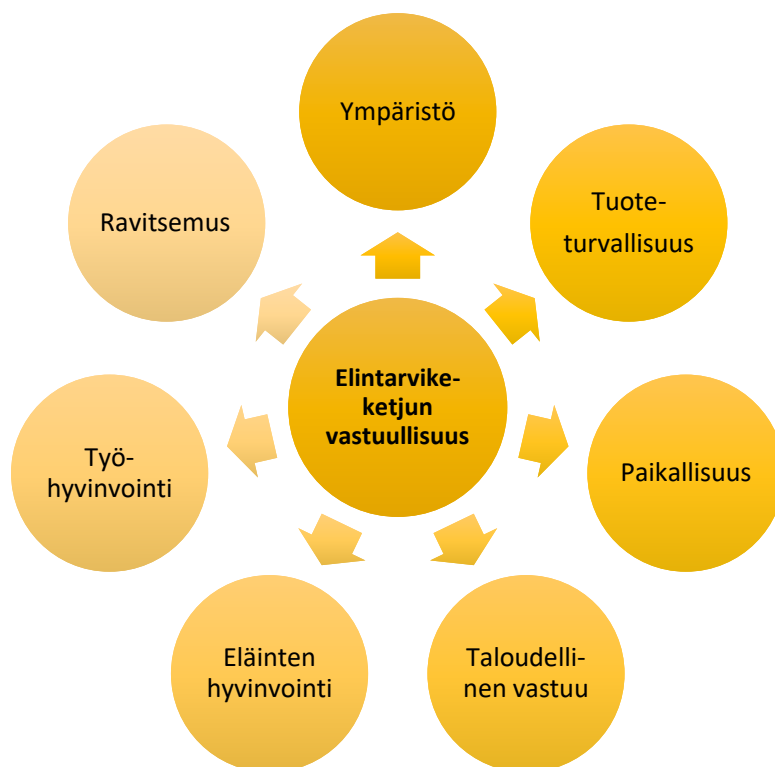 Ympäristö
Tuote-
turvallisuus
Paikallisuus
Taloudelli-
nen vastuu
Eläinten
hyvinvointi
Työ-
hyvinvointi
Ravitsemus
Elintarvike-
ketjun
vastuullisuus